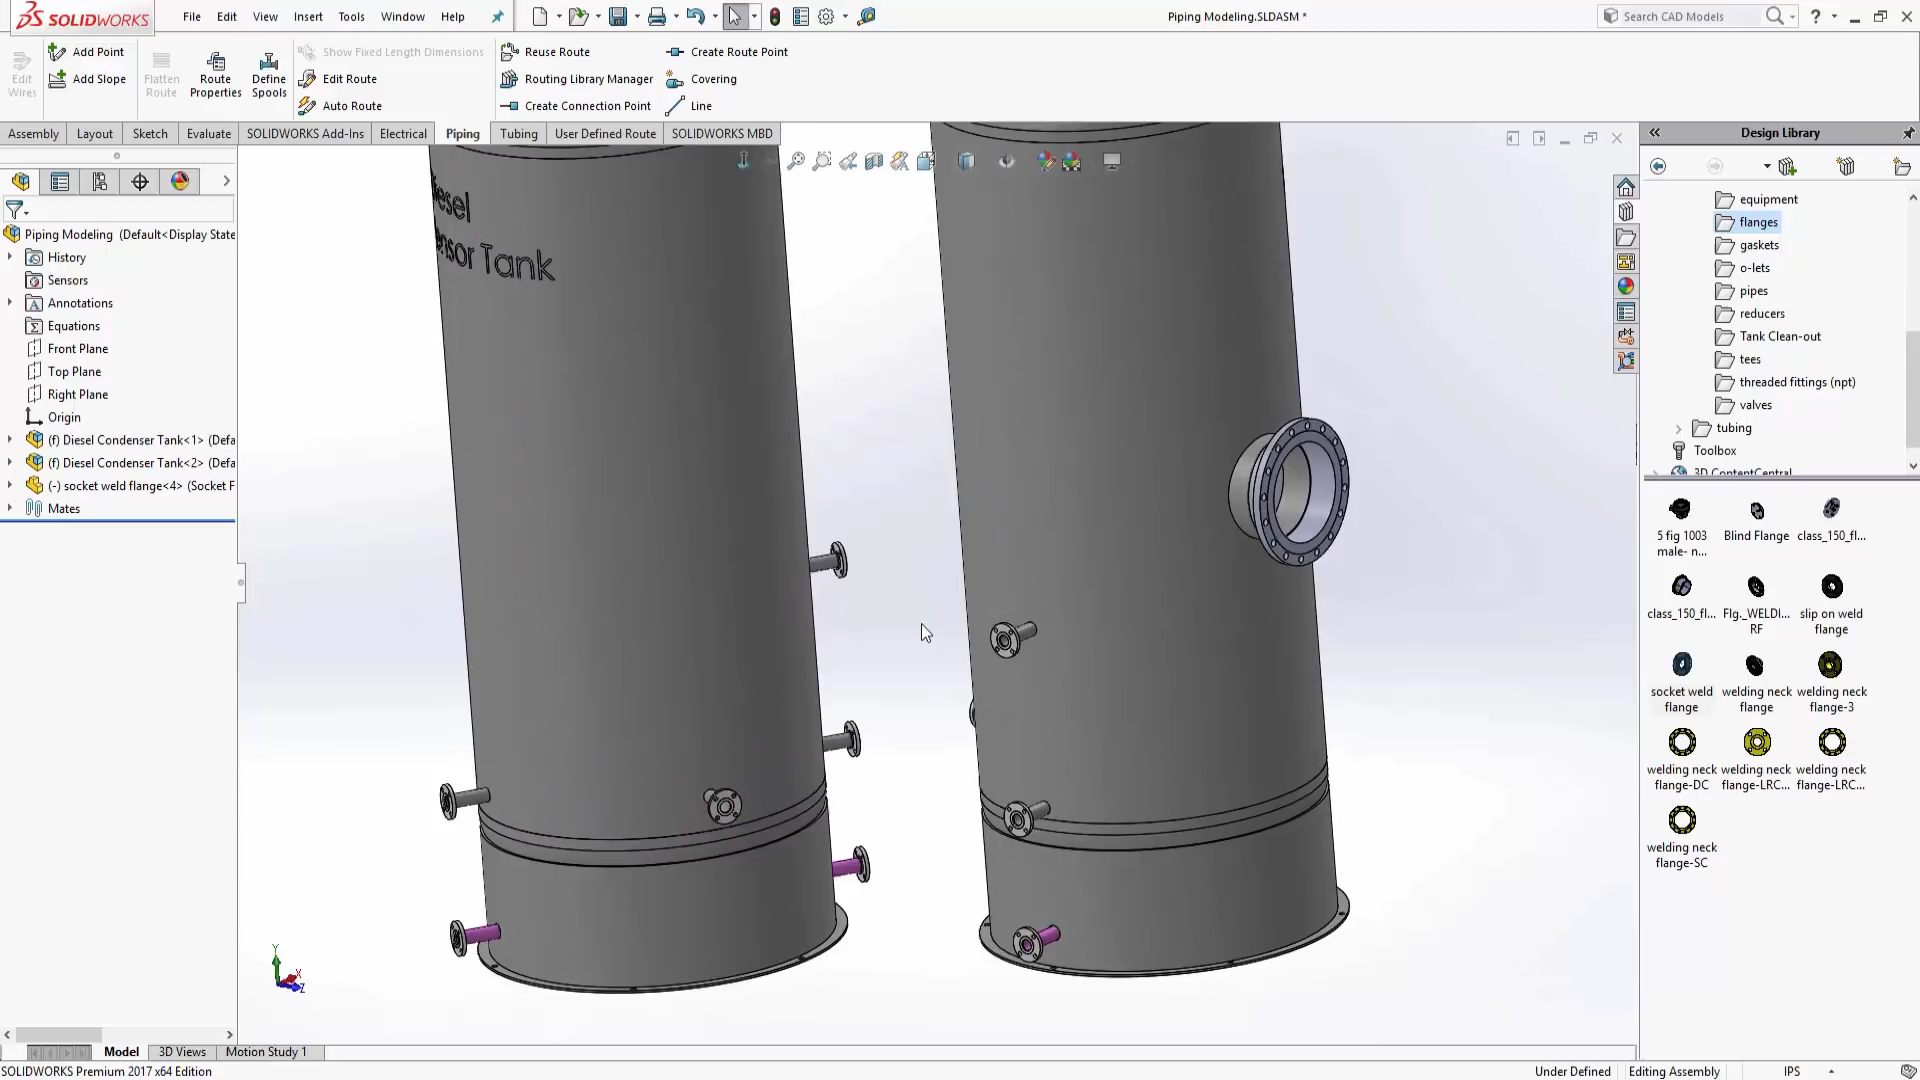 SOLIDWORKS
File Edit View Insert Tools Window Help
Piping Modeling.SLDASM *
Search CAD Models
Edit Wires
Add Point
Add Slope
Flatten Route
Route Properties
Define Spools
Show Fixed Length Dimensions
Edit Route
Auto Route
Reuse Route
Routing Library Manager
Create Connection Point
Create Route Point
Covering
Line
Assembly Layout Sketch Evaluate SOLIDWORKS Add-Ins Electrical Piping Tubing User Defined Route SOLIDWORKS MBD
Piping Modeling (Default<Display State
History
Sensors
Annotations
Equations
Front Plane
Top Plane
Right Plane
Origin
(f) Diesel Condenser Tank<1> (Defa
(f) Diesel Condenser Tank<2> (Defa
(-) socket weld flange<4> (Socket F
Mates
iesel
nsor Tank
Y
X
Z
Design Library
equipment
flanges
gaskets
o-lets
pipes
reducers
Tank Clean-out
tees
threaded fittings (npt)
valves
tubing
Toolbox
3D ContentCentral
5 fig 1003 male- n...
Blind Flange
class_150_fl...
class_150_fl...
Flg._WELDI... RF
slip on weld flange
socket weld flange
welding neck flange
welding neck flange-3
welding neck flange-DC
welding neck flange-LRC...
welding neck flange-LRC...
welding neck flange-SC
Model 3D Views Motion Study 1
SOLIDWORKS Premium 2017 x64 Edition
Under Defined Editing Assembly IPS